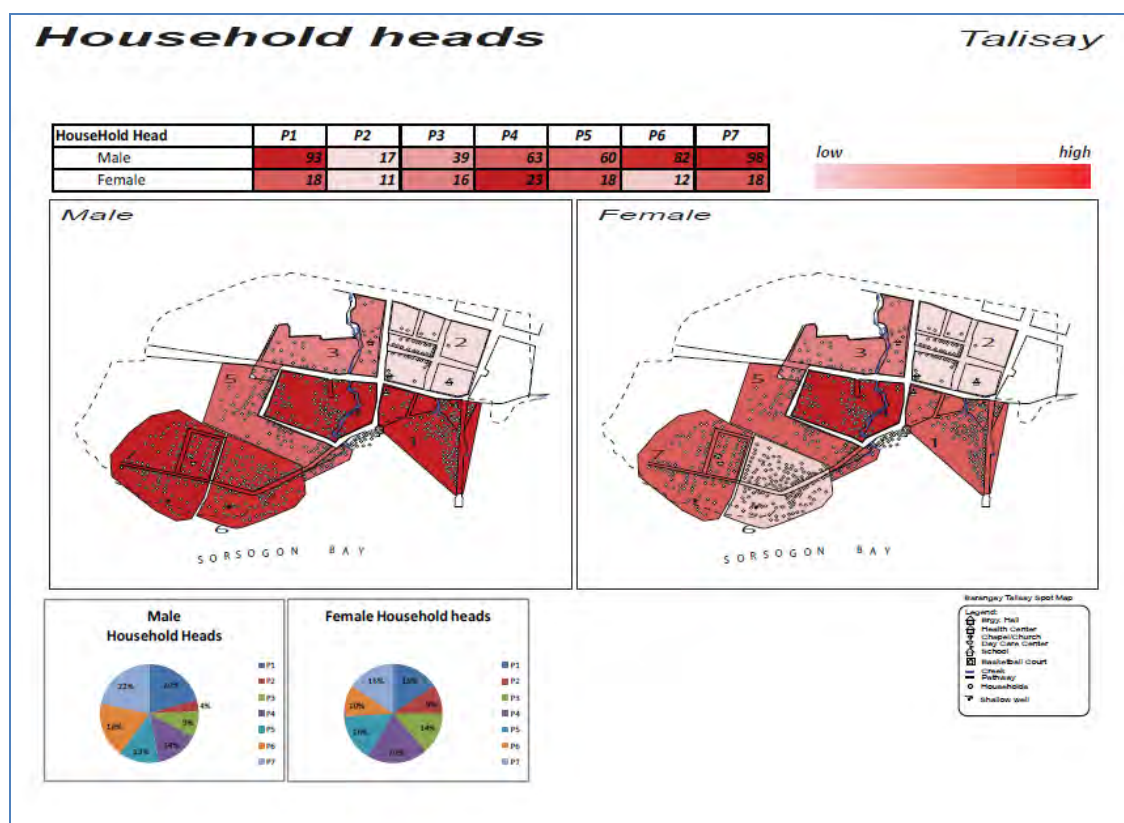 Household heads
Talisay
HouseHold Head P1 P2 P3 P4 P5 P6 P7
Male 93 17 39 63 60 82 98
Female 18 11 16 23 18 12 18
low high
Male
3
2
5
1
7
6
SORSOGON BAY
Female
3
2
5
1
7
6
SORSOGON BAY
Male
Household Heads
22%
4%
9%
14%
13%
18%
P1
P2
P3
P4
P5
P6
P7
Female Household heads
9%
14%
10%
P1
P2
P3
P4
P5
P6
P7
Barangay Talisay Spot Map
Legend:
Brgy. Hall
Health Center
Chapel/Church
Day Care Center
School
Basketball Court
Creek
Pathway
Households
Shallow well